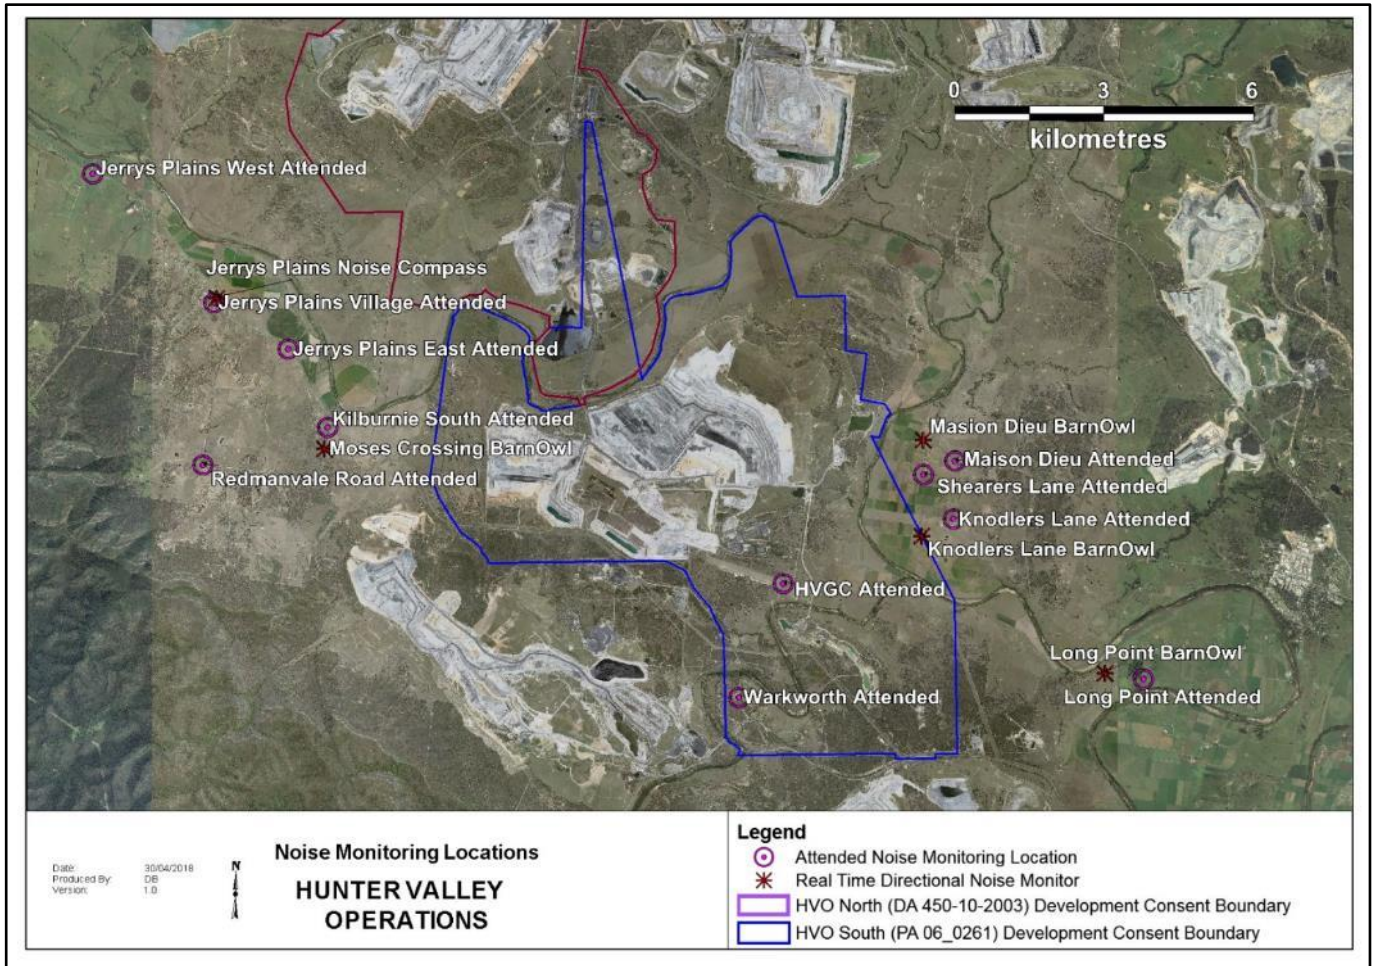 0 3 6
kilometres
Jerrys Plains West Attended
Jerrys Plains Noise Compass
Jerrys Plains Village Attended
Jerrys Plains East Attended
Kilburnie South Attended
Moses Crossing BarnOwl
Redmanvale Road Attended
Masion Dieu BarnOwl
Maison Dieu Attended
Shearers Lane Attended
Knodlers Lane Attended
Knodlers Lane BarnOwl
HVGC Attended
Long Point BarnOwl
Long Point Attended
Warkworth Attended
Date: 30/04/2018
Produced By: DB
Version: 1.0
N
Noise Monitoring Locations
HUNTER VALLEY
OPERATIONS
Legend
Attended Noise Monitoring Location
Real Time Directional Noise Monitor
HVO North (DA 450-10-2003) Development Consent Boundary
HVO South (PA 06_0261) Development Consent Boundary